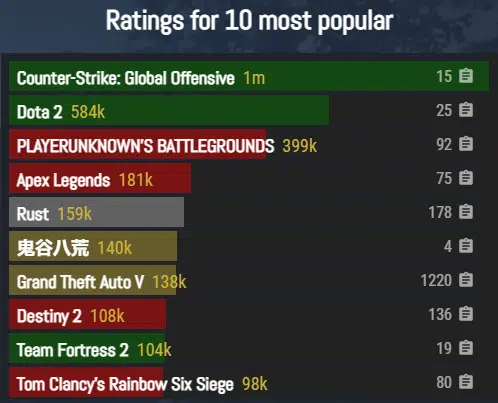 Ratings for 10 most popular
Counter-Strike: Global Offensive 1m 15
Dota 2 584k 25
PLAYERUNKNOWN'S BATTLEGROUNDS 399k 92
Apex Legends 181k 75
Rust 159k 178
鬼谷八荒 140k 4
Grand Theft Auto V 138k 1220
Destiny 2 108k 136
Team Fortress 2 104k 19
Tom Clancy's Rainbow Six Siege 98k 80